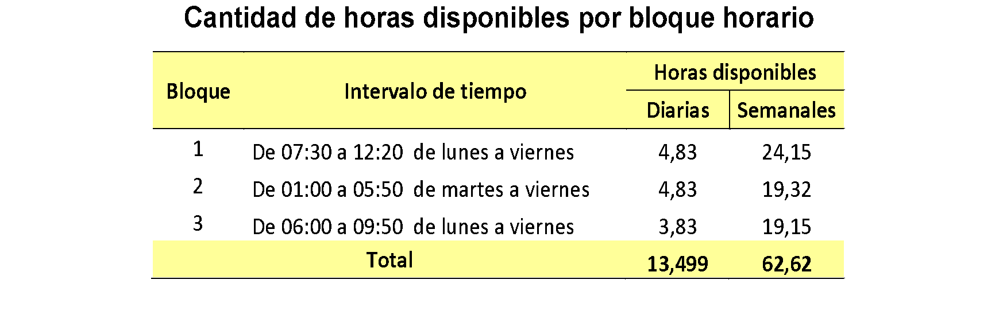 Cantidad de horas disponibles por bloque horario
Bloque Intervalo de tiempo Horas disponibles
Diarias Semanales
1 De 07:30 a 12:20 de lunes a viernes 4,83 24,15
2 De 01:00 a 05:50 de martes a viernes 4,83 19,32
3 De 06:00 a 09:50 de lunes a viernes 3,83 19,15
Total 13,499 62,62